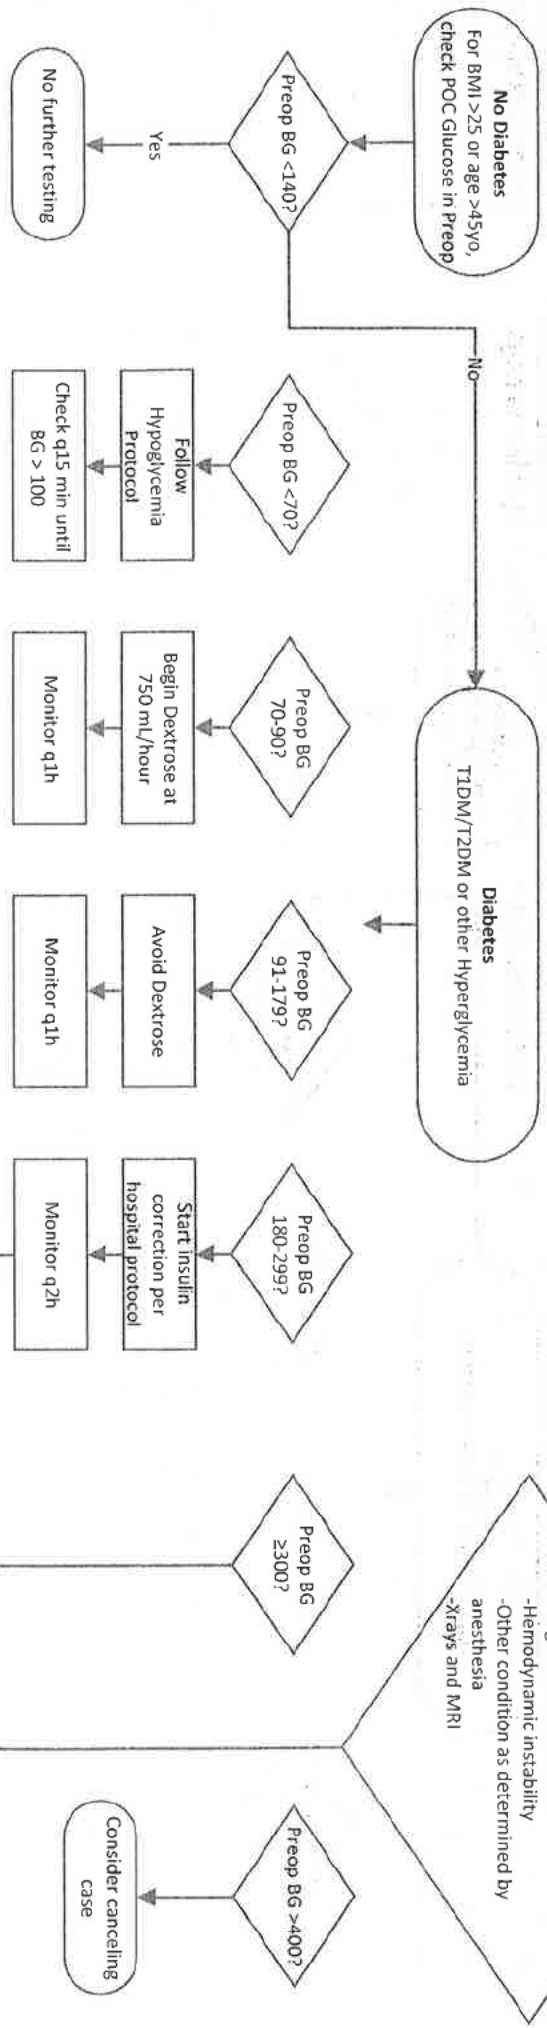 No Diabetes
For BMI >25 or age >45yo,
check POC Glucose in Preop
Preop BG <140?
Yes
No further testing
No
Diabetes
T1DM/T2DM or other Hyperglycemia
Preop BG <70?
Follow
Hypoglycemia
Protocol
Check q15 min until
BG > 100
Preop BG
70-90?
Begin Dextrose at
750 mL/hour
Monitor q1h
Preop BG
91-179?
Avoid Dextrose
Monitor q1h
Preop BG
180-299?
Start insulin
correction per
hospital protocol
Monitor q2h
Preop BG
≥300?
-Hemodynamic instability
-Other condition as determined by
anesthesia
-Xrays and MRI
Preop BG >400?
Consider canceling
case